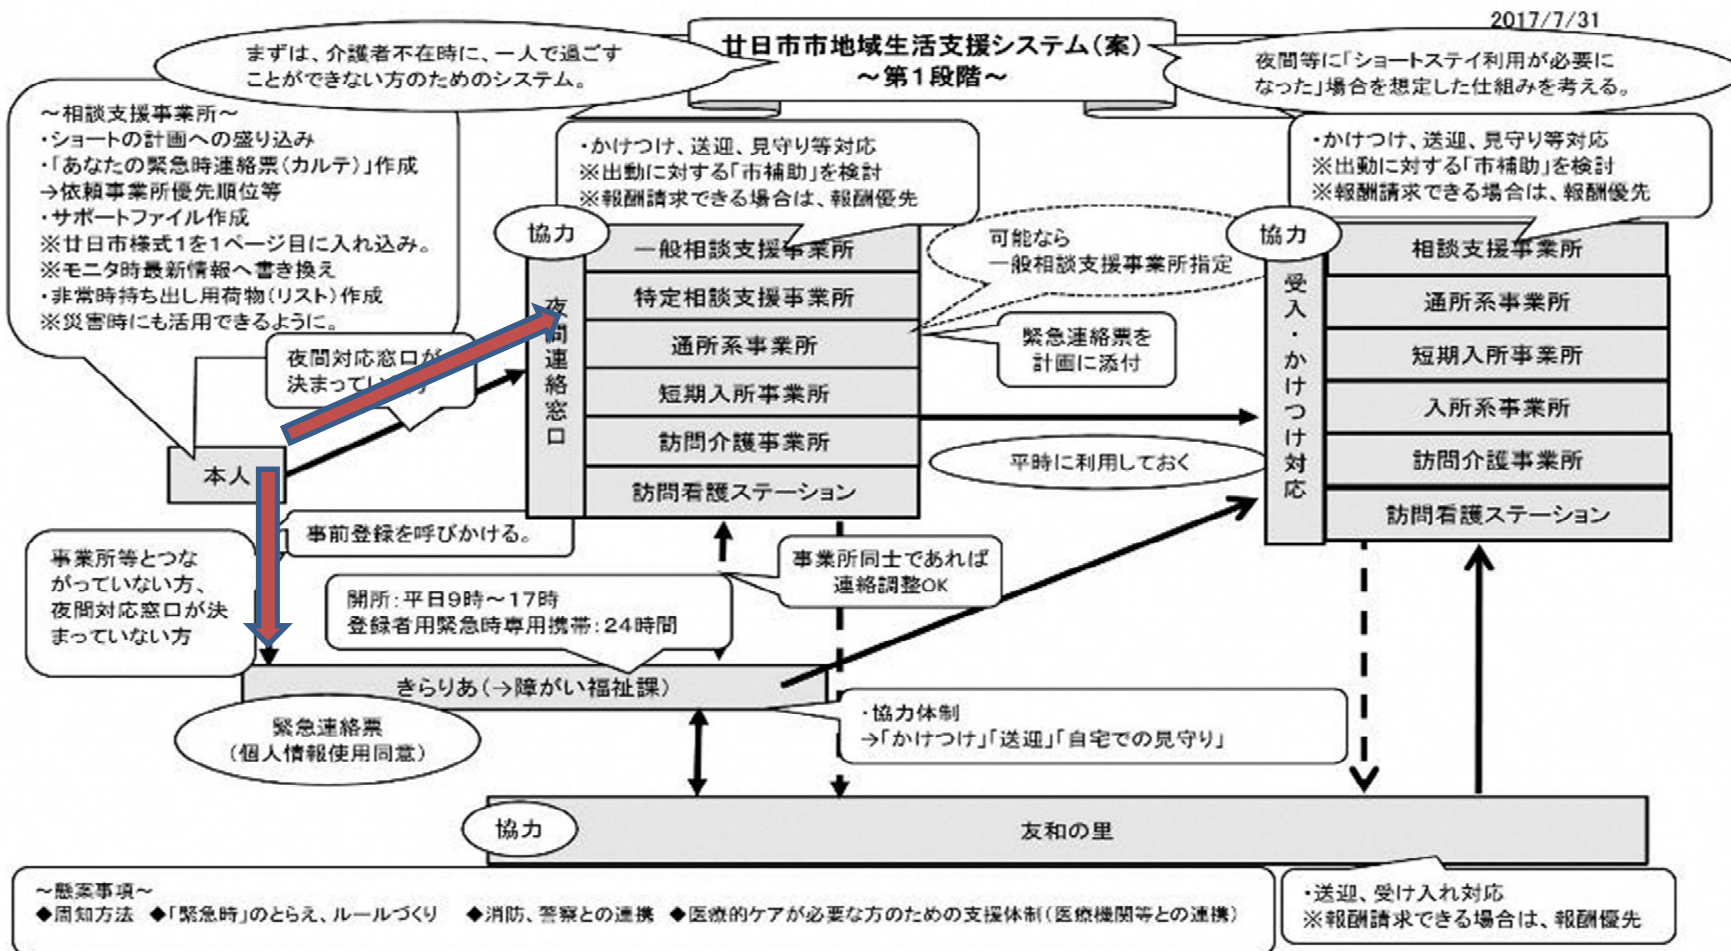 2017/7/31
廿日市市地域生活支援システム(案)
～第1段階～
まずは、介護者不在時に、一人で過ごす
ことができない方のためのシステム。
夜間等に「ショートステイ利用が必要に
なった」場合を想定した仕組みを考える。
～相談支援事業所～
・ショートの計画への盛り込み
・「あなたの緊急時連絡票(カルテ)」作成
→依頼事業所優先順位等
・サポートファイル作成
※廿日市様式1を1ページ目に入れ込み。
※モニタ時最新情報へ書き換え
・非常時持ち出し用荷物(リスト)作成
※災害時にも活用できるように。
・かけつけ、送迎、見守り等対応
※出動に対する「市補助」を検討
※報酬請求できる場合は、報酬優先
・かけつけ、送迎、見守り等対応
※出動に対する「市補助」を検討
※報酬請求できる場合は、報酬優先
協力
夜間連絡窓口
一般相談支援事業所
特定相談支援事業所
通所系事業所
短期入所事業所
訪問介護事業所
訪問看護ステーション
可能なら
一般相談支援事業所指定
緊急連絡票を
計画に添付
協力
受入・かけつけ対応
相談支援事業所
通所系事業所
短期入所事業所
入所系事業所
訪問介護事業所
訪問看護ステーション
夜間対応窓口が
決まってい
本人
平時に利用しておく
事前登録を呼びかける。
事業所等とつな
がっていない方、
夜間対応窓口が決
まっていない方
事業所同士であれば
連絡調整OK
開所:平日9時～17時
登録者用緊急時専用携帯:24時間
きらりあ(→障がい福祉課)
緊急連絡票
(個人情報使用同意)
・協力体制
→「かけつけ」「送迎」「自宅での見守り」
協力
友和の里
～懸案事項～
◆周知方法 ◆「緊急時」のとらえ、ルールづくり ◆消防、警察との連携 ◆医療的ケアが必要な方のための支援体制(医療機関等との連携)
・送迎、受け入れ対応
※報酬請求できる場合は、報酬優先